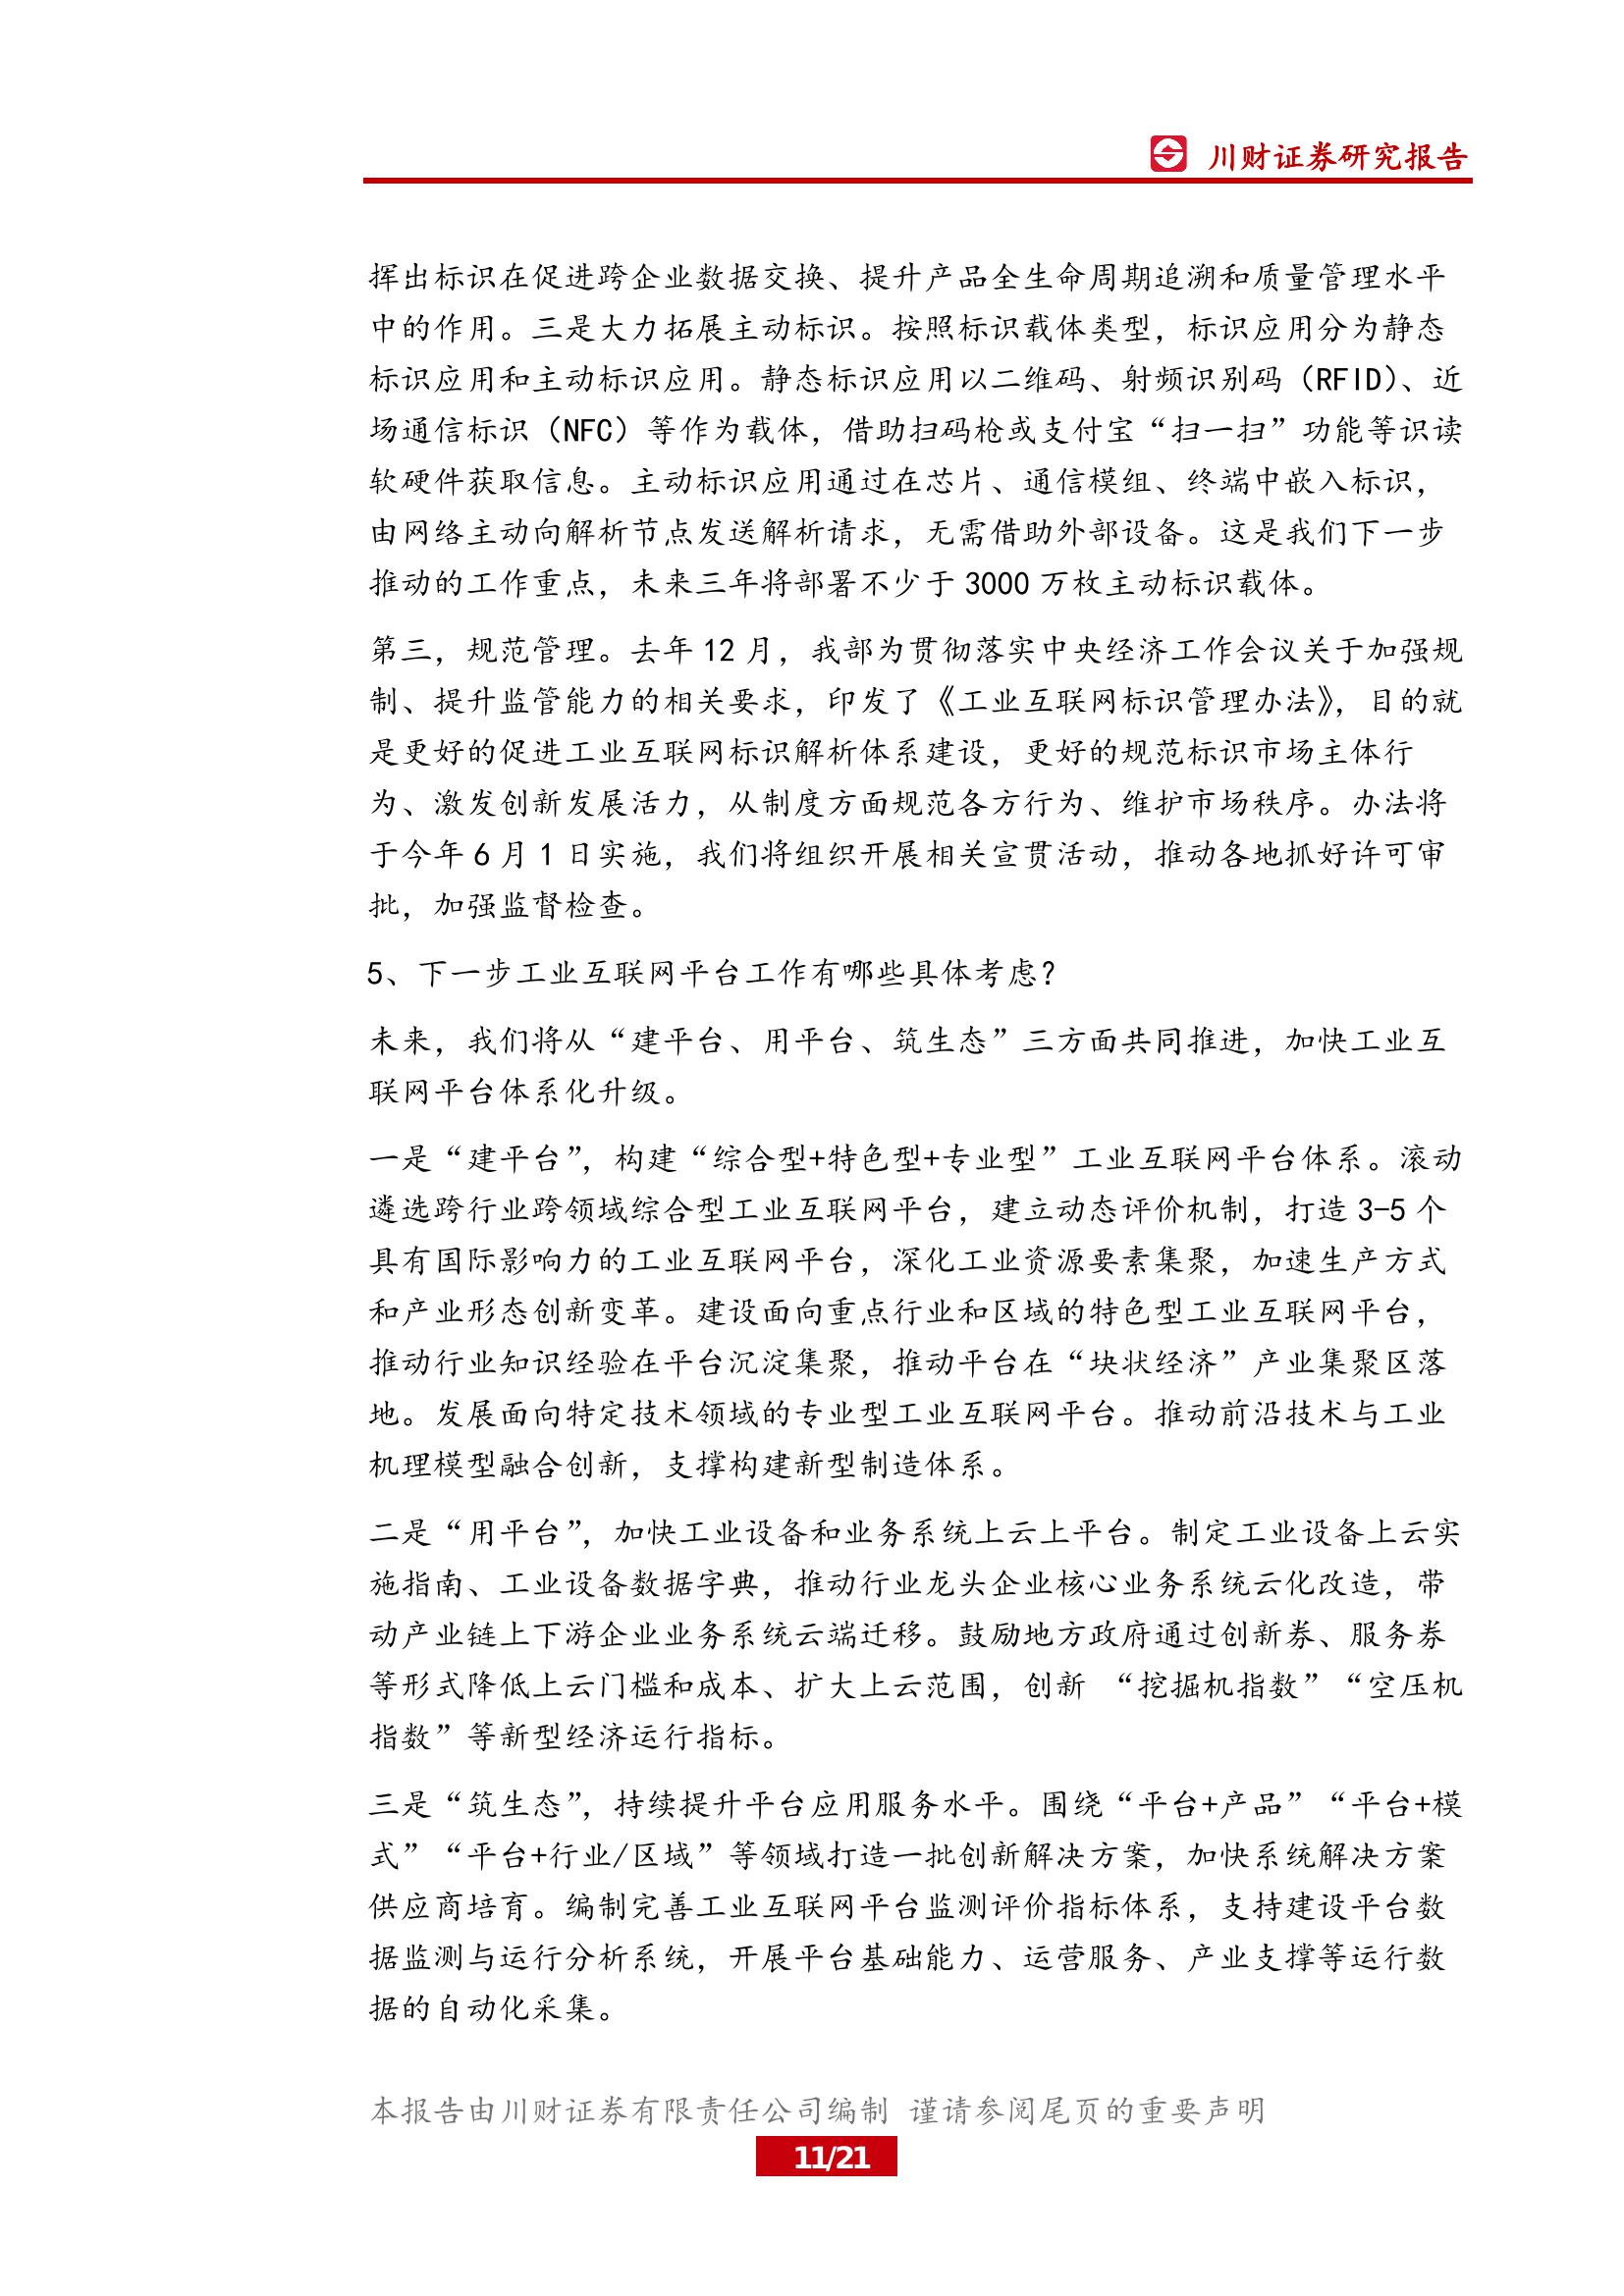 川财证券研究报告
挥出标识在促进跨企业数据交换、提升产品全生命周期追溯和质量管理水平
中的作用。三是大力拓展主动标识。按照标识载体类型，标识应用分为静态
标识应用和主动标识应用。静态标识应用以二维码、射频识别码（RFID）、近
场通信标识（NFC）等作为载体，借助扫码枪或支付宝“扫一扫”功能等识读
软硬件获取信息。主动标识应用通过在芯片、通信模组、终端中嵌入标识，
由网络主动向解析节点发送解析请求，无需借助外部设备。这是我们下一步
推动的工作重点，未来三年将部署不少于 3000 万枚主动标识载体。
第三，规范管理。去年 12 月，我部为贯彻落实中央经济工作会议关于加强规
制、提升监管能力的相关要求，印发了《工业互联网标识管理办法》，目的就
是更好的促进工业互联网标识解析体系建设，更好的规范标识市场主体行
为、激发创新发展活力，从制度方面规范各方行为、维护市场秩序。办法将
于今年 6 月 1 日实施，我们将组织开展相关宣贯活动，推动各地抓好许可审
批，加强监督检查。
5、下一步工业互联网平台工作有哪些具体考虑？
未来，我们将从“建平台、用平台、筑生态”三方面共同推进，加快工业互
联网平台体系化升级。
一是“建平台”，构建“综合型+特色型+专业型”工业互联网平台体系。滚动
遴选跨行业跨领域综合型工业互联网平台，建立动态评价机制，打造 3-5 个
具有国际影响力的工业互联网平台，深化工业资源要素集聚，加速生产方式
和产业形态创新变革。建设面向重点行业和区域的特色型工业互联网平台，
推动行业知识经验在平台沉淀集聚，推动平台在“块状经济”产业集聚区落
地。发展面向特定技术领域的专业型工业互联网平台。推动前沿技术与工业
机理模型融合创新，支撑构建新型制造体系。
二是“用平台”，加快工业设备和业务系统上云上平台。制定工业设备上云实
施指南、工业设备数据字典，推动行业龙头企业核心业务系统云化改造，带
动产业链上下游企业业务系统云端迁移。鼓励地方政府通过创新券、服务券
等形式降低上云门槛和成本、扩大上云范围，创新 “挖掘机指数”“空压机
指数”等新型经济运行指标。
三是“筑生态”，持续提升平台应用服务水平。围绕“平台+产品”“平台+模
式”“平台+行业/区域”等领域打造一批创新解决方案，加快系统解决方案
供应商培育。编制完善工业互联网平台监测评价指标体系，支持建设平台数
据监测与运行分析系统，开展平台基础能力、运营服务、产业支撑等运行数
据的自动化采集。
本报告由川财证券有限责任公司编制 谨请参阅尾页的重要声明
11/21